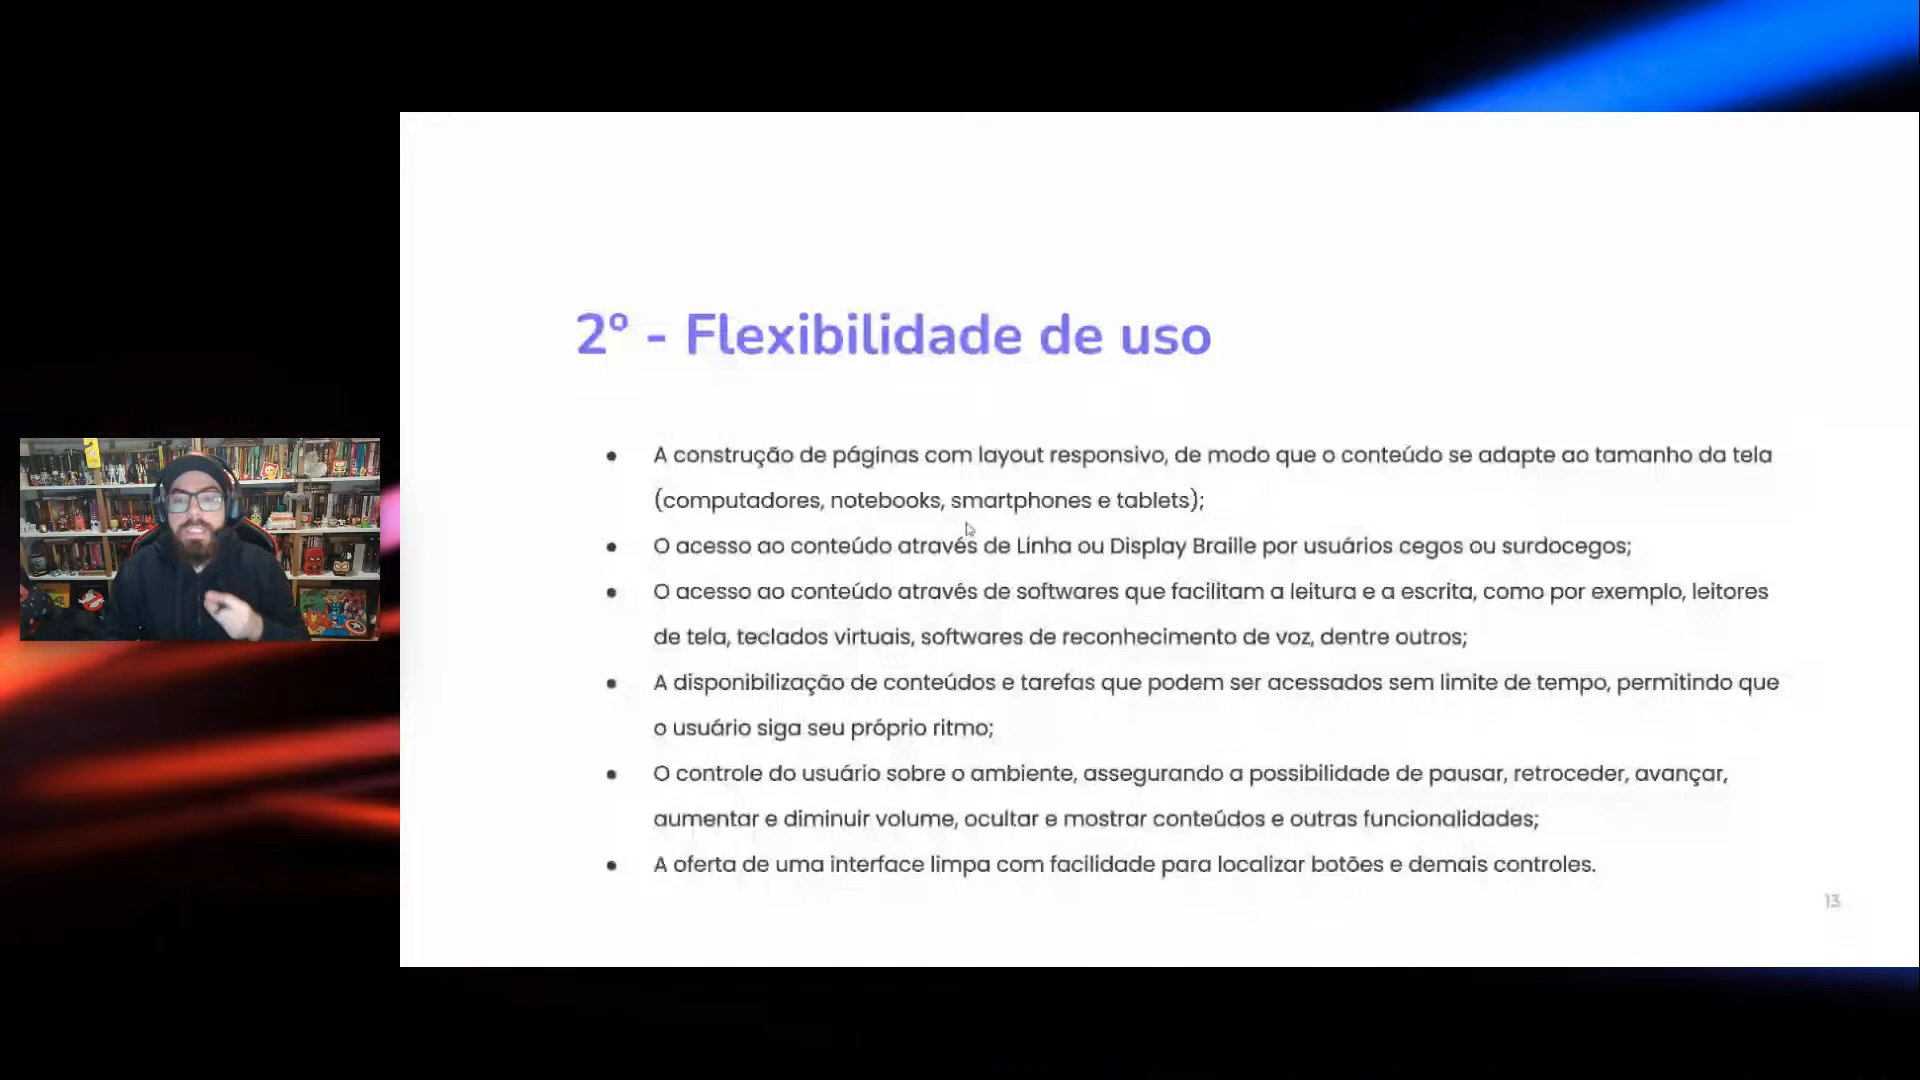 2º - Flexibilidade de uso
● A construção de páginas com layout responsivo, de modo que o conteúdo se adapte ao tamanho da tela
(computadores, notebooks, smartphones e tablets);
● O acesso ao conteúdo através de Linha ou Display Braille por usuários cegos ou surdocegos;
● O acesso ao conteúdo através de softwares que facilitam a leitura e a escrita, como por exemplo, leitores
de tela, teclados virtuais, softwares de reconhecimento de voz, dentre outros;
● A disponibilização de conteúdos e tarefas que podem ser acessados sem limite de tempo, permitindo que
o usuário siga seu próprio ritmo;
● O controle do usuário sobre o ambiente, assegurando a possibilidade de pausar, retroceder, avançar,
aumentar e diminuir volume, ocultar e mostrar conteúdos e outras funcionalidades;
● A oferta de uma interface limpa com facilidade para localizar botões e demais controles.
13